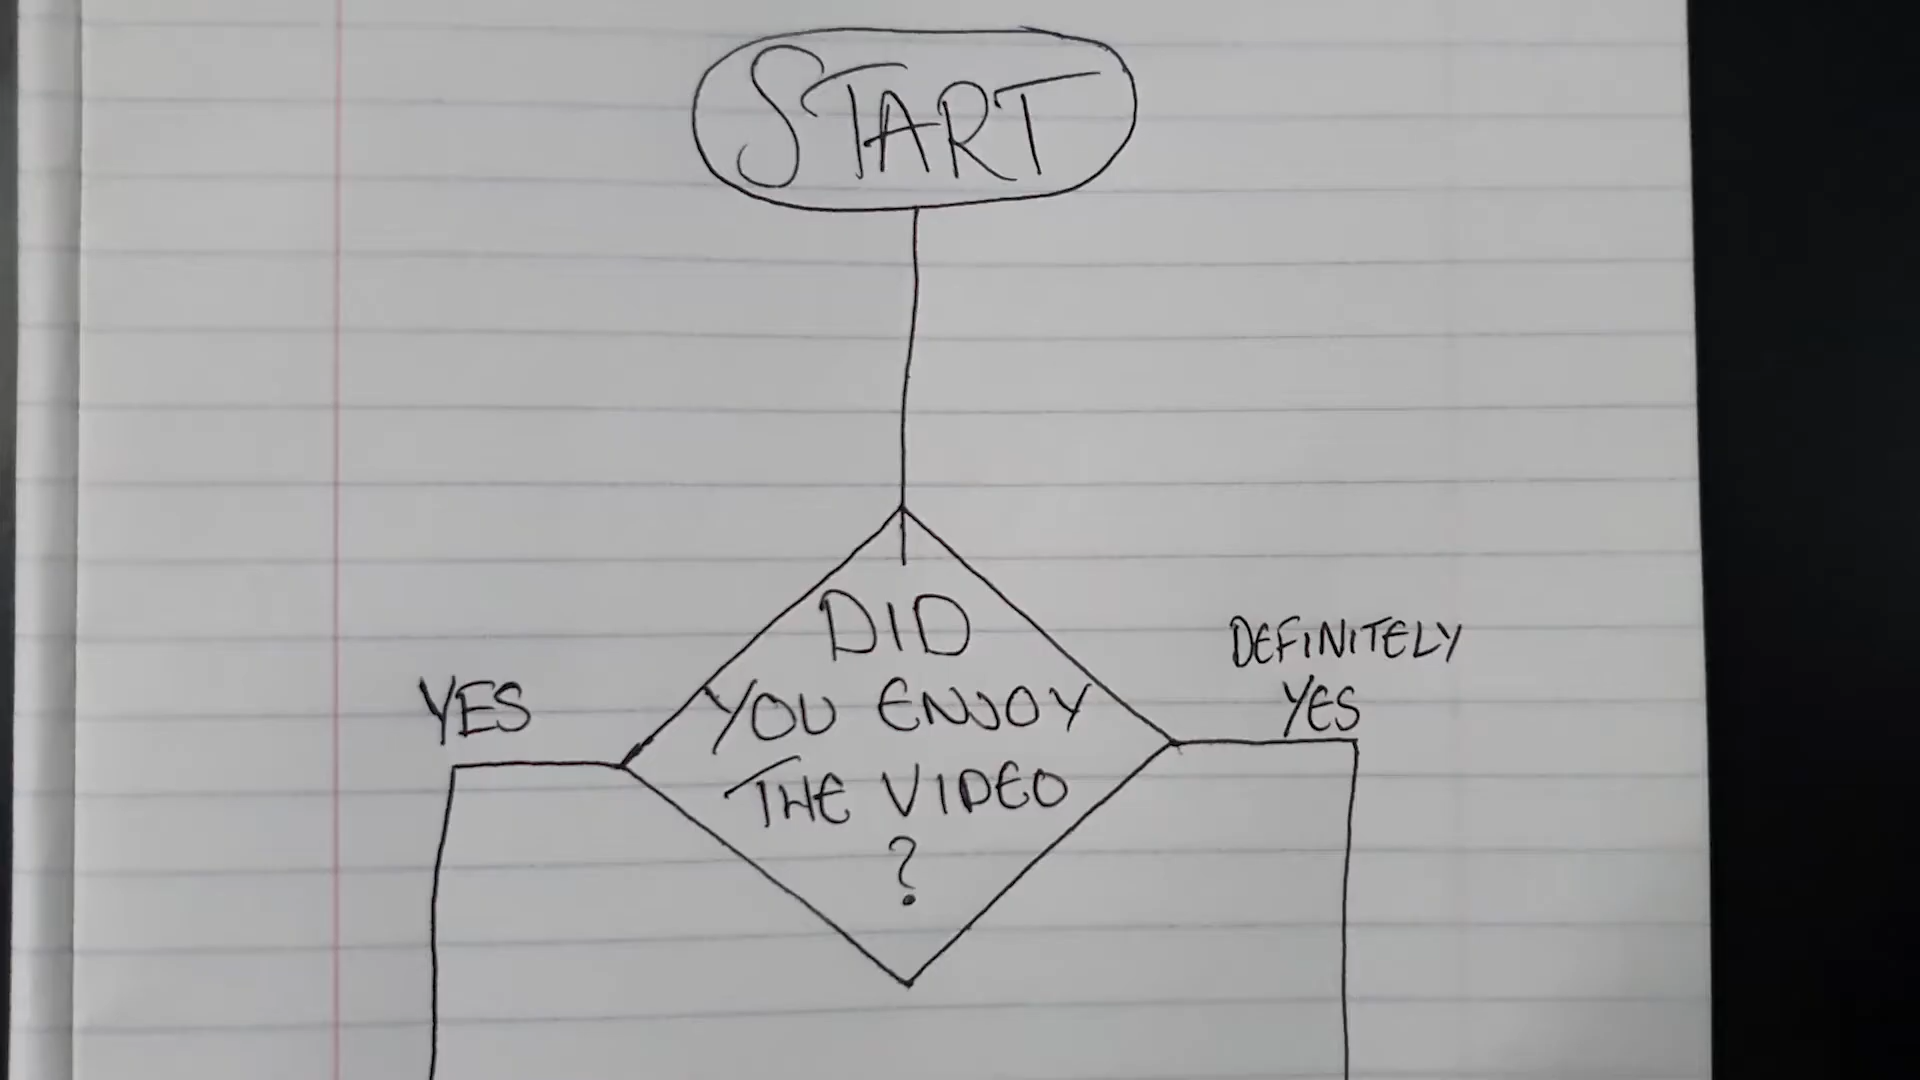 START
DID
YOU ENJOY
THE VIDEO
?
YES
DEFINITELY
YES